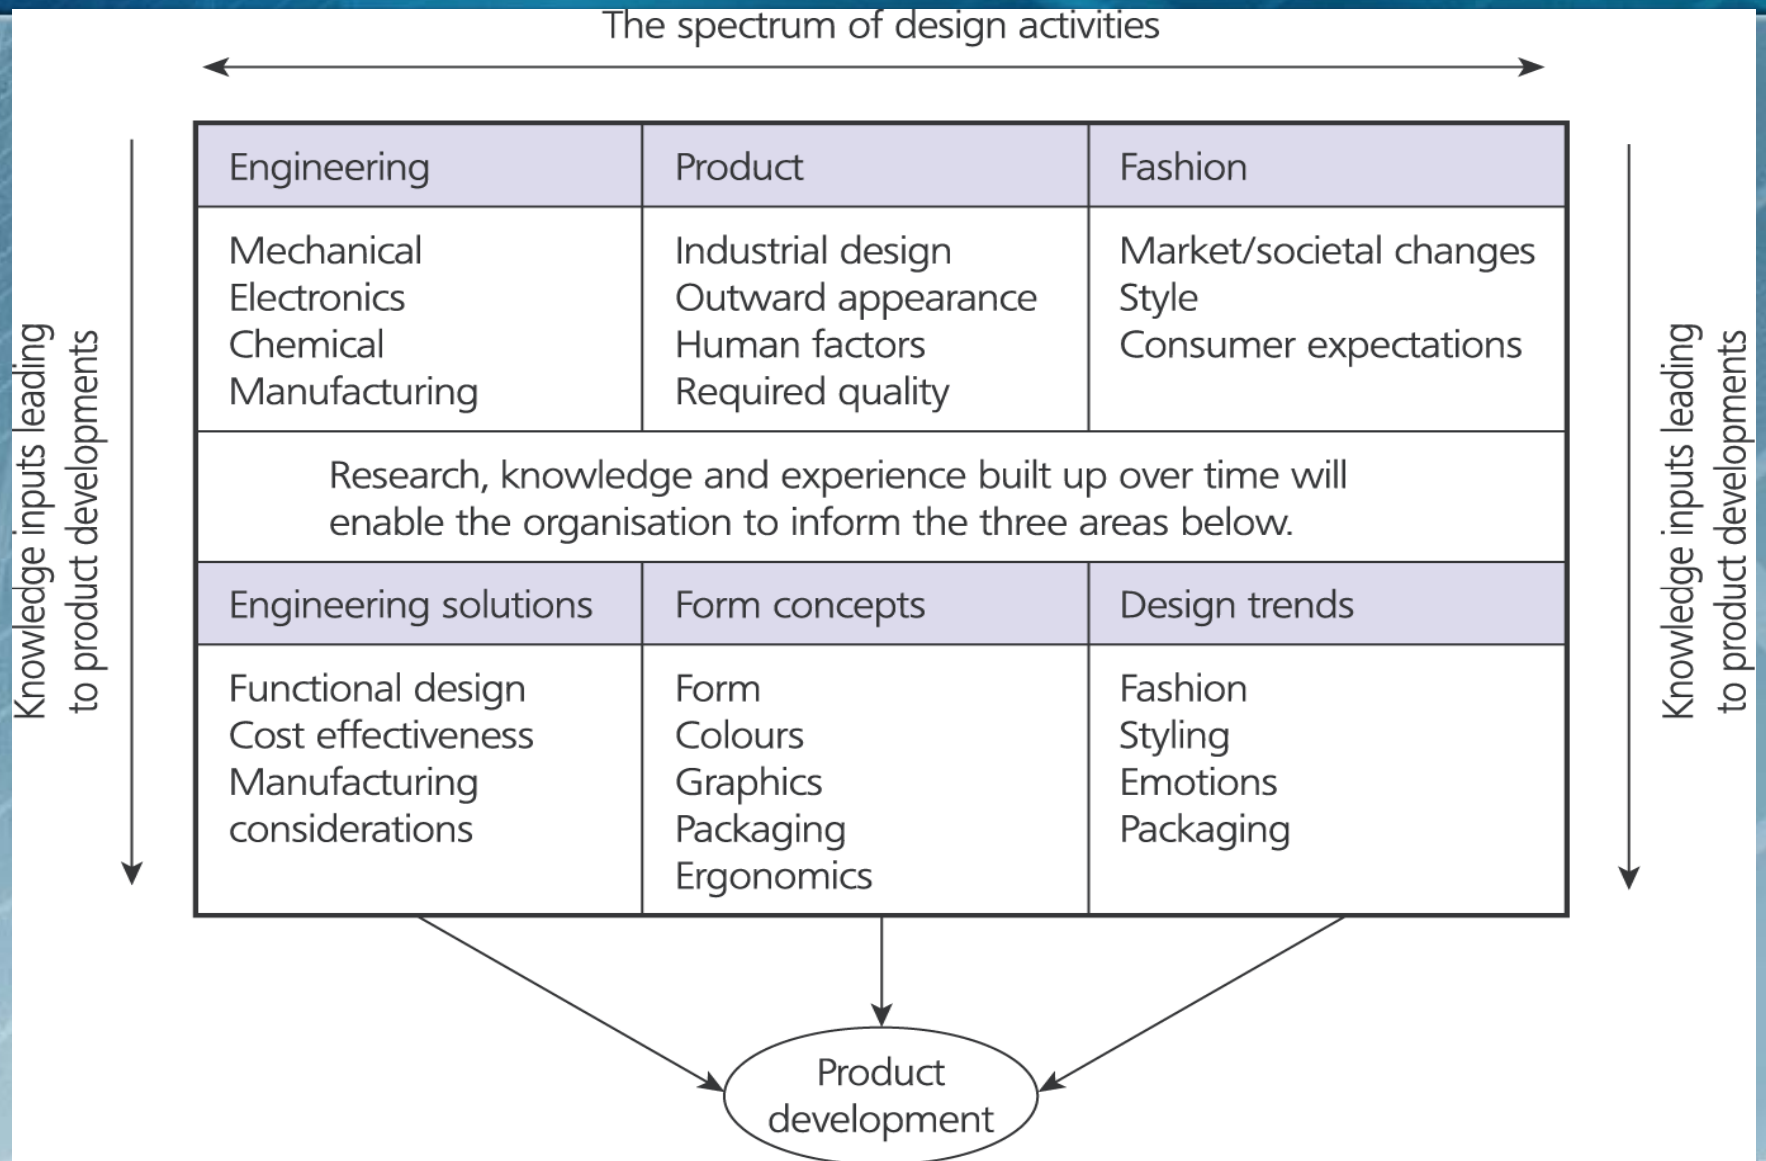 The spectrum of design activities
Knowledge inputs leading
to product developments
Engineering
Product
Fashion
Mechanical
Electronics
Chemical
Manufacturing
Industrial design
Outward appearance
Human factors
Required quality
Market/societal changes
Style
Consumer expectations
Research, knowledge and experience built up over time will
enable the organisation to inform the three areas below.
Engineering solutions
Form concepts
Design trends
Functional design
Cost effectiveness
Manufacturing
considerations
Form
Colours
Graphics
Packaging
Ergonomics
Fashion
Styling
Emotions
Packaging
Knowledge inputs leading
to product developments
Product
development